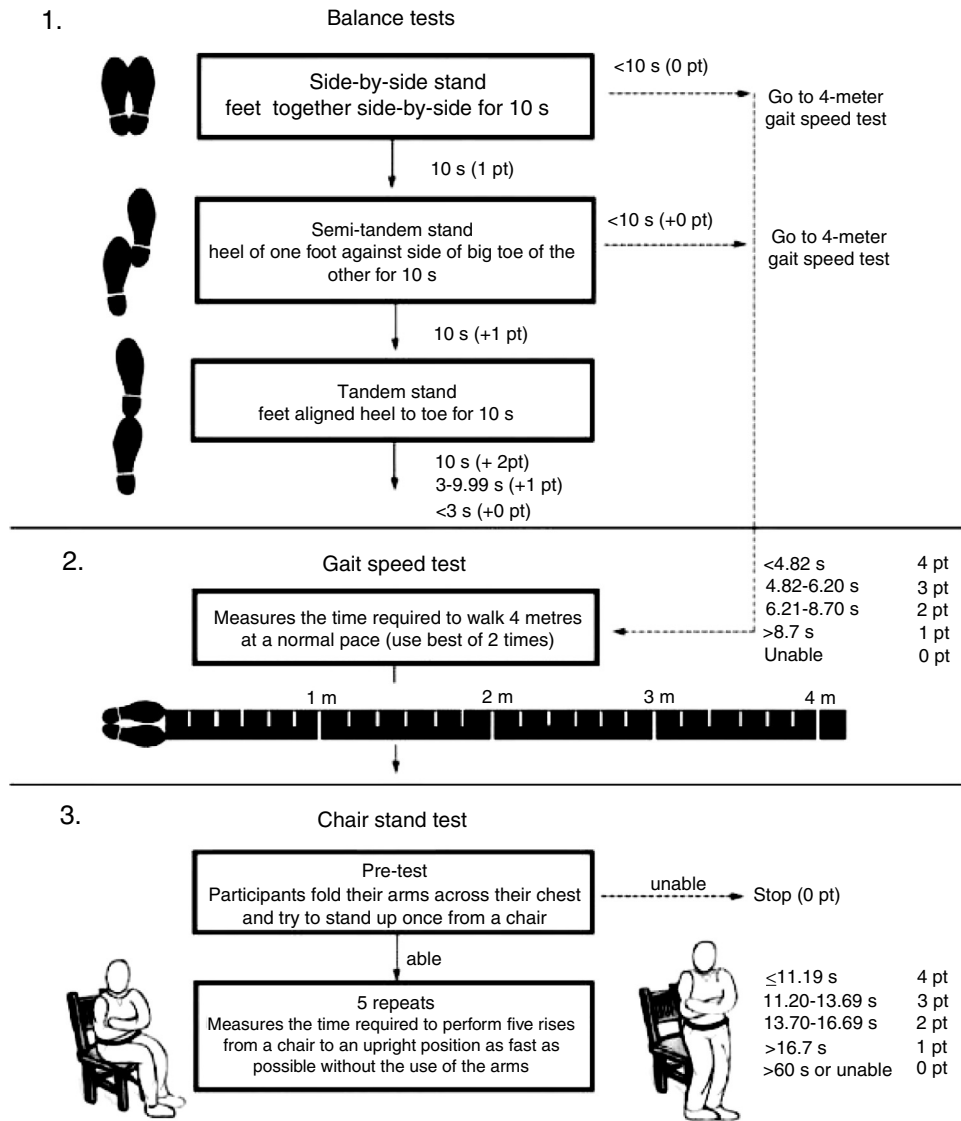 1.
Balance tests
Side-by-side stand
feet together side-by-side for 10 s
<10 s (0 pt)
Go to 4-meter
gait speed test
10 s (1 pt)
Semi-tandem stand
heel of one foot against side of big toe of the
other for 10 s
<10 s (+0 pt)
Go to 4-meter
gait speed test
10 s (+1 pt)
Tandem stand
feet aligned heel to toe for 10 s
10 s (+ 2pt)
3-9.99 s (+1 pt)
<3 s (+0 pt)
2.
Gait speed test
Measures the time required to walk 4 metres
at a normal pace (use best of 2 times)
<4.82 s 4 pt
4.82-6.20 s 3 pt
6.21-8.70 s 2 pt
>8.7 s 1 pt
Unable 0 pt
1 m 2 m 3 m 4 m
3.
Chair stand test
Pre-test
Participants fold their arms across their chest
and try to stand up once from a chair
unable
Stop (0 pt)
able
5 repeats
Measures the time required to perform five rises
from a chair to an upright position as fast as
possible without the use of the arms
≤11.19 s 4 pt
11.20-13.69 s 3 pt
13.70-16.69 s 2 pt
>16.7 s 1 pt
>60 s or unable 0 pt